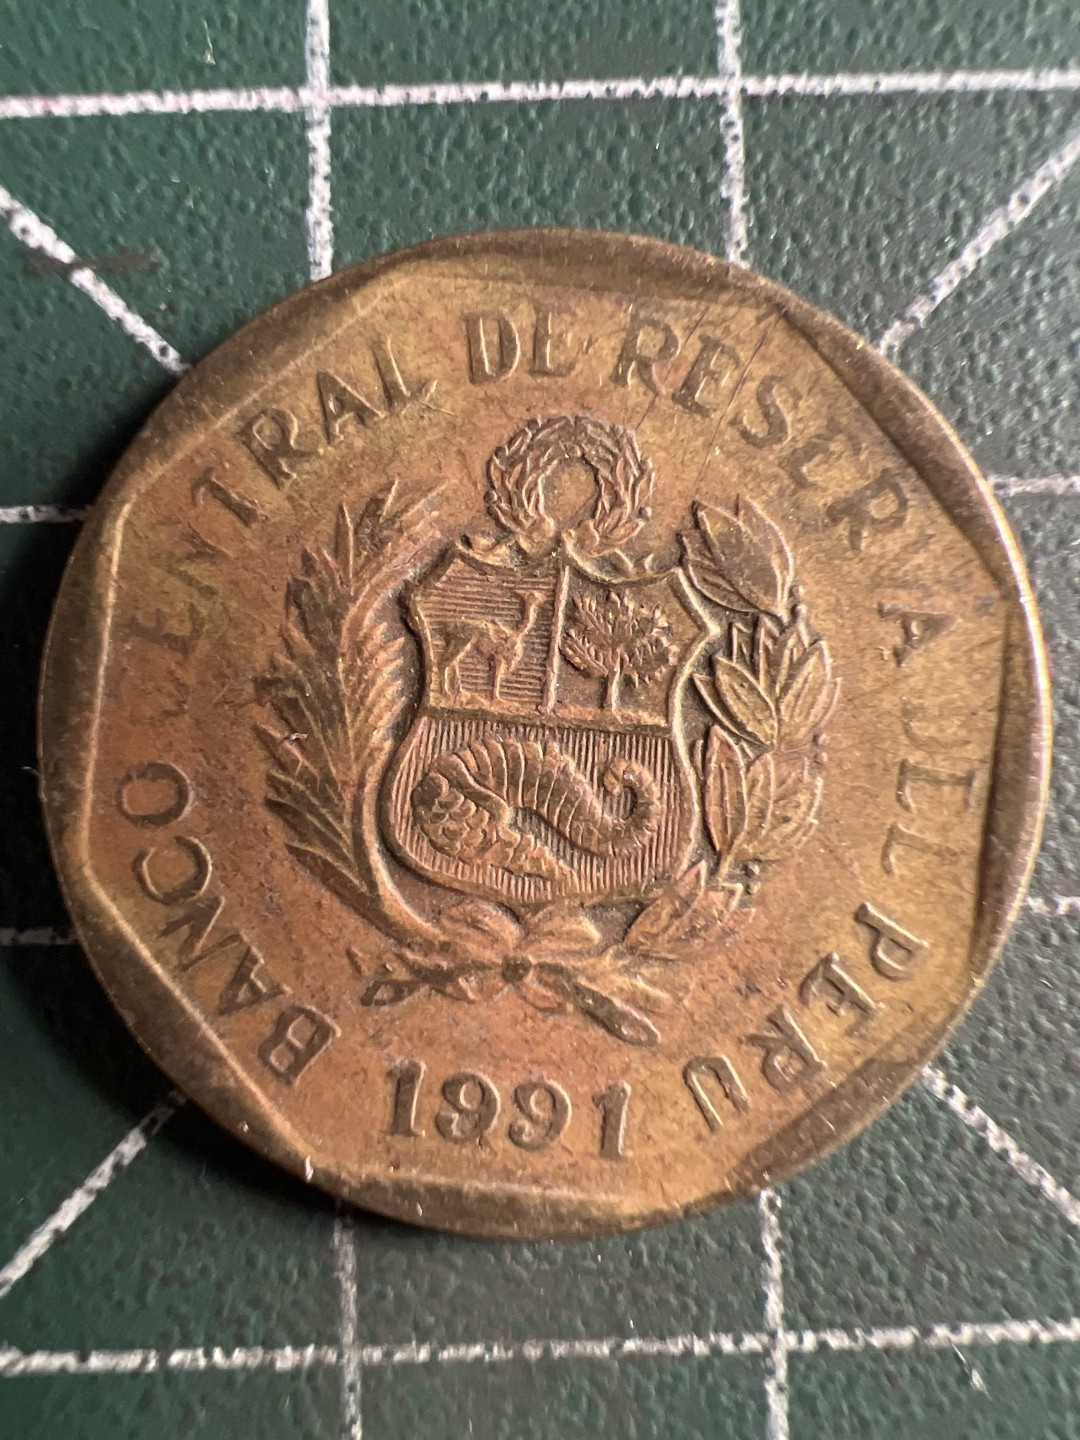 BANCO CENTRAL DE RESERVA DEL PERU
1991